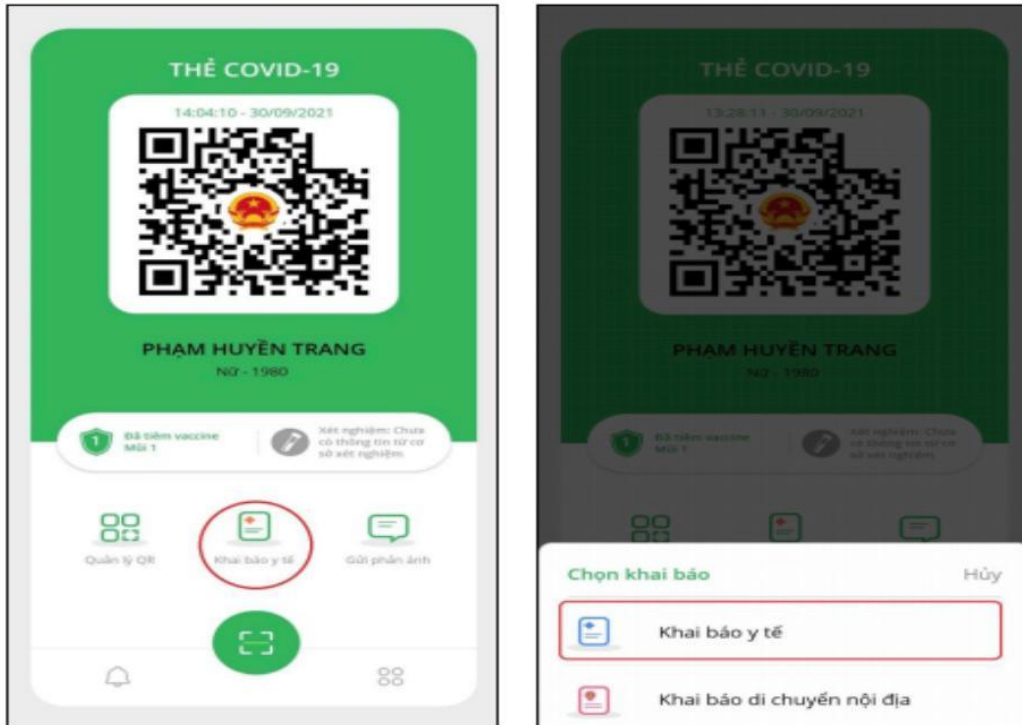 THẺ COVID-19
14:04:10 - 30/09/2021
PHẠM HUYỀN TRANG
Nữ - 1980
Đã tiêm vaccine
Mũi 1
Xét nghiệm: Chưa
có thông tin từ cơ
sở xét nghiệm
Quản lý QR
Khai báo y tế
Gửi phản ánh
THẺ COVID-19
13:28:11 - 30/09/2021
PHẠM HUYỀN TRANG
Nữ - 1980
Đã tiêm vaccine
Mũi 1
Xét nghiệm: Chưa
có thông tin từ cơ
sở xét nghiệm
Chọn khai báo
Hủy
Khai báo y tế
Khai báo di chuyển nội địa